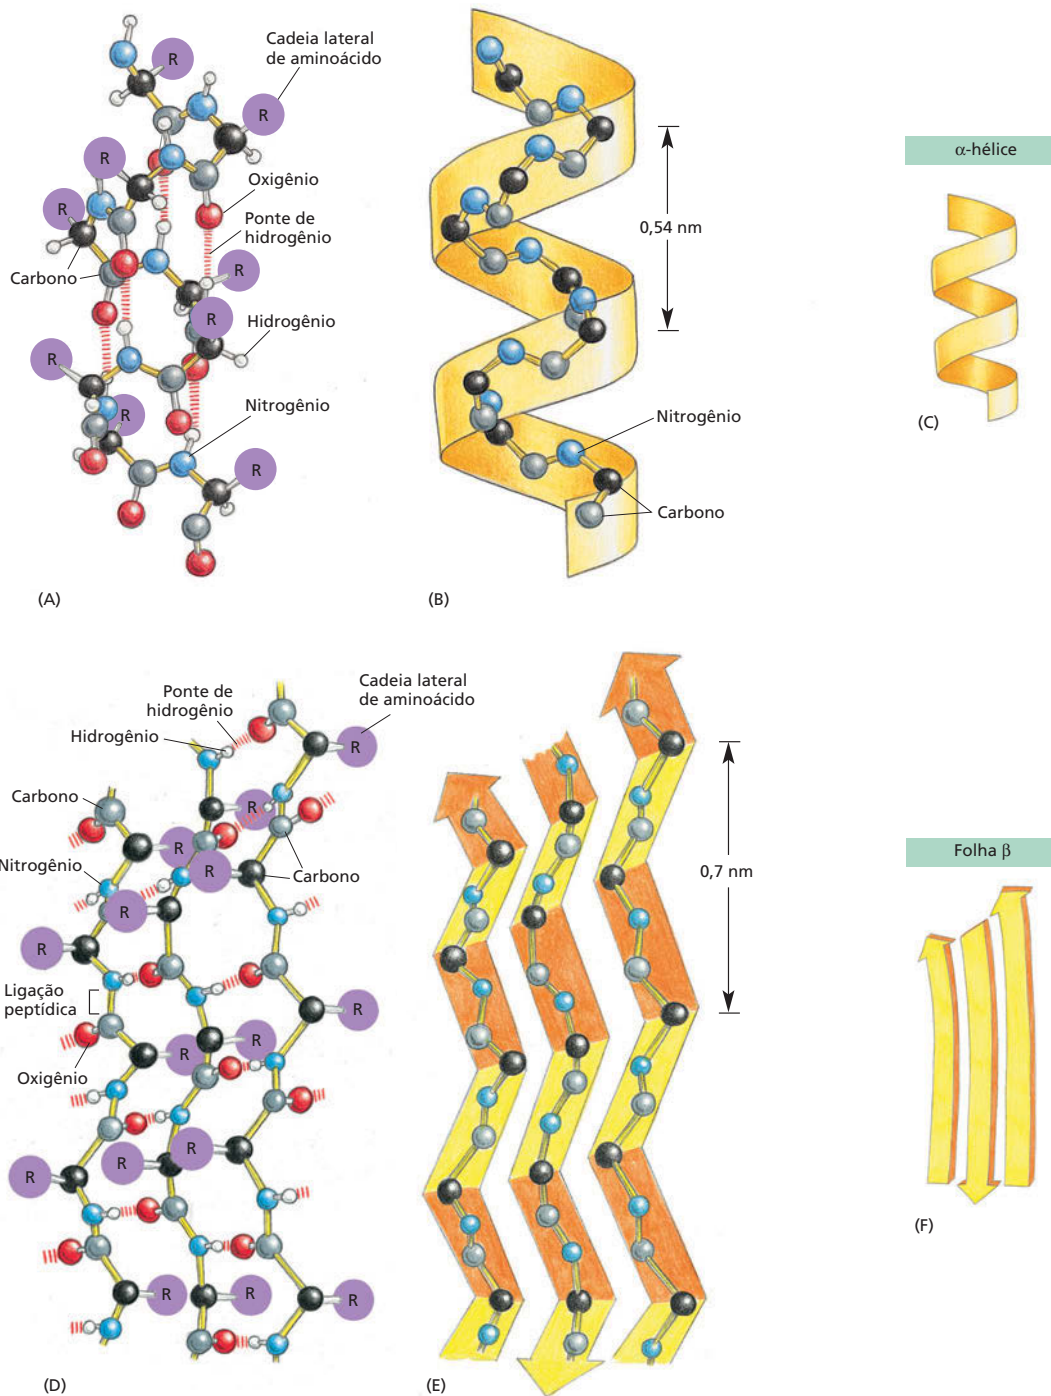 Cadeia lateral
de aminoácido
R
R
R
R
R
R
R
R
R
Oxigênio
Ponte de
hidrogênio
Carbono
Hidrogênio
Nitrogênio
(A)
0,54 nm
Nitrogênio
Carbono
(B)
α-hélice
(C)
Ponte de
hidrogênio
Cadeia lateral
de aminoácido
Hidrogênio
R
Carbono
R
R
R
Nitrogênio
Carbono
R
R
Ligação
peptídica
R
R
R
Oxigênio
R
R
R
R
R
R
(D)
0,7 nm
(E)
Folha β
(F)